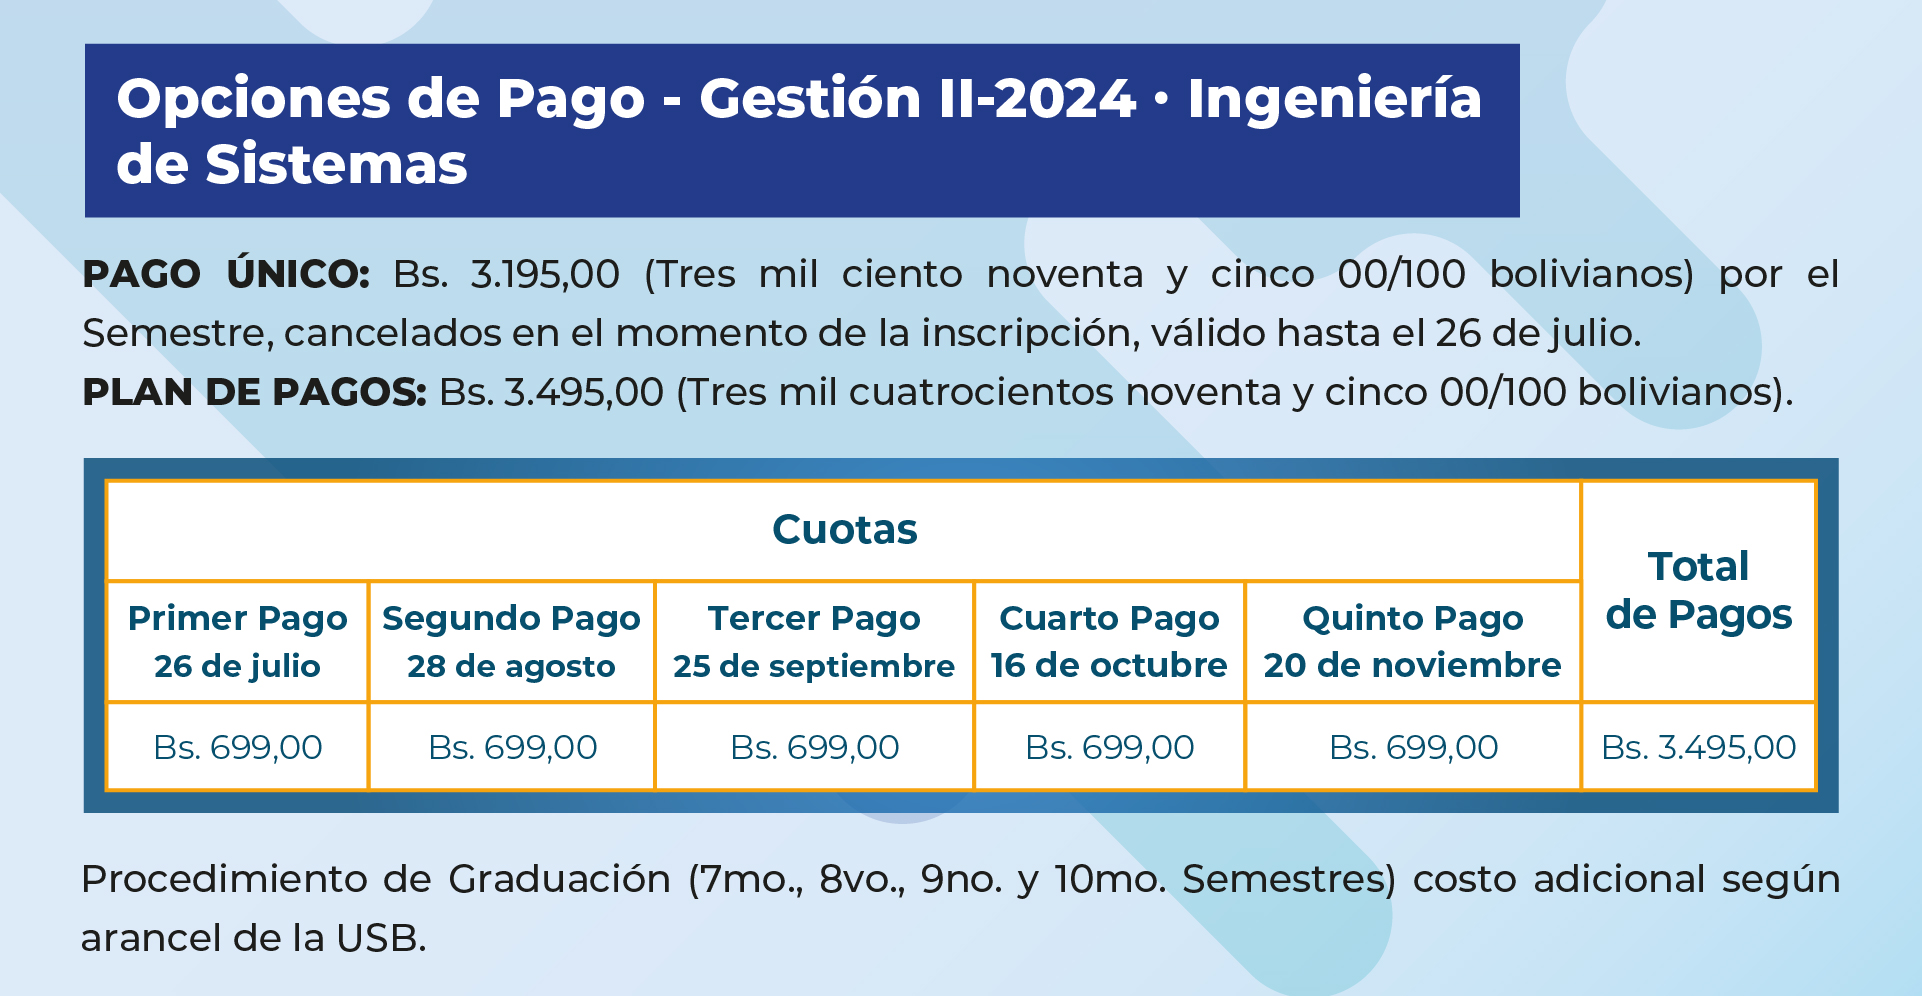 Opciones de Pago - Gestión II-2024 • Ingeniería
de Sistemas
PAGO ÚNICO: Bs. 3.195,00 (Tres mil ciento noventa y cinco 00/100 bolivianos) por el
Semestre, cancelados en el momento de la inscripción, válido hasta el 26 de julio.
PLAN DE PAGOS: Bs. 3.495,00 (Tres mil cuatrocientos noventa y cinco 00/100 bolivianos).
Cuotas
Total
de Pagos
Primer Pago
26 de julio
Segundo Pago
28 de agosto
Tercer Pago
25 de septiembre
Cuarto Pago
16 de octubre
Quinto Pago
20 de noviembre
Bs. 699,00
Bs. 699,00
Bs. 699,00
Bs. 699,00
Bs. 699,00
Bs. 3.495,00
Procedimiento de Graduación (7mo., 8vo., 9no. y 10mo. Semestres) costo adicional según
arancel de la USB.